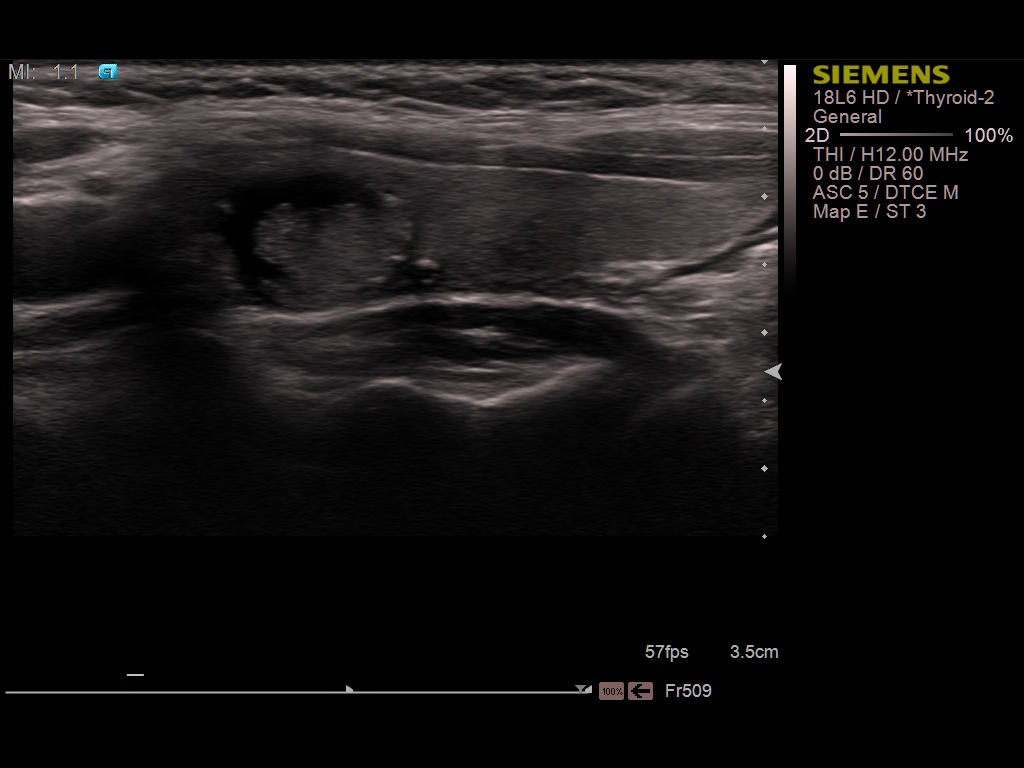 MI: 1.1
SIEMENS
18L6 HD / *Thyroid-2
General
2D 100%
THI / H12.00 MHz
0 dB / DR 60
ASC 5 / DTCE M
Map E / ST 3
57fps 3.5cm
100% Fr509